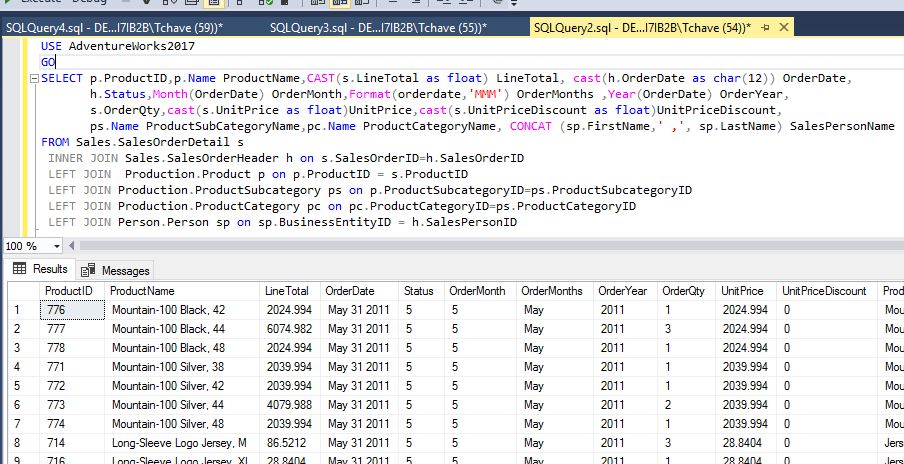 Execute Debug
SQLQuery4.sql - DE...I7IB2B\Tchave (59))* SQLQuery3.sql - DE...I7IB2B\Tchave (55))* SQLQuery2.sql - DE...I7IB2B\Tchave (54))*
USE AdventureWorks2017
GO
SELECT p.ProductID,p.Name ProductName,CAST(s.LineTotal as float) LineTotal, cast(h.OrderDate as char(12)) OrderDate,
h.Status,Month(OrderDate) OrderMonth,Format(orderdate,'MMM') OrderMonths ,Year(OrderDate) OrderYear,
s.OrderQty,cast(s.UnitPrice as float)UnitPrice,cast(s.UnitPriceDiscount as float)UnitPriceDiscount,
ps.Name ProductSubCategoryName,pc.Name ProductCategoryName, CONCAT (sp.FirstName,' ,', sp.LastName) SalesPersonName
FROM Sales.SalesOrderDetail s
INNER JOIN Sales.SalesOrderHeader h on s.SalesOrderID=h.SalesOrderID
LEFT JOIN Production.Product p on p.ProductID = s.ProductID
LEFT JOIN Production.ProductSubcategory ps on p.ProductSubcategoryID=ps.ProductSubcategoryID
LEFT JOIN Production.ProductCategory pc on pc.ProductCategoryID=ps.ProductCategoryID
LEFT JOIN Person.Person sp on sp.BusinessEntityID = h.SalesPersonID
100 %
Results Messages
ProductID ProductName LineTotal OrderDate Status OrderMonth OrderMonths OrderYear OrderQty UnitPrice UnitPriceDiscount Prod
1 776 Mountain-100 Black, 42 2024.994 May 31 2011 5 5 May 2011 1 2024.994 0 Mou
2 777 Mountain-100 Black, 44 6074.982 May 31 2011 5 5 May 2011 3 2024.994 0 Mou
3 778 Mountain-100 Black, 48 2024.994 May 31 2011 5 5 May 2011 1 2024.994 0 Mou
4 771 Mountain-100 Silver, 38 2039.994 May 31 2011 5 5 May 2011 1 2039.994 0 Mou
5 772 Mountain-100 Silver, 42 2039.994 May 31 2011 5 5 May 2011 1 2039.994 0 Mou
6 773 Mountain-100 Silver, 44 4079.988 May 31 2011 5 5 May 2011 2 2039.994 0 Mou
7 774 Mountain-100 Silver, 48 2039.994 May 31 2011 5 5 May 2011 1 2039.994 0 Mou
8 714 Long-Sleeve Logo Jersey, M 86.5212 May 31 2011 5 5 May 2011 3 28.8404 0 Jers
9 716 Long-Sleeve Logo Jersey, XL 28.8404 May 31 2011 5 5 May 2011 1 28.8404 0 Jers